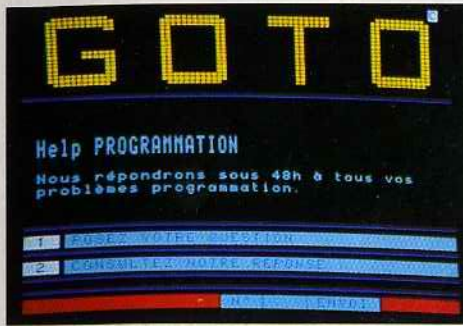 GOTO
Help PROGRAMMATION
Nous répondrons sous 48h à tous vos
problèmes programmation.
1 POSEZ VOTRE QUESTION
2 CONSULTEZ NOTRE REPONSE
ENVOI